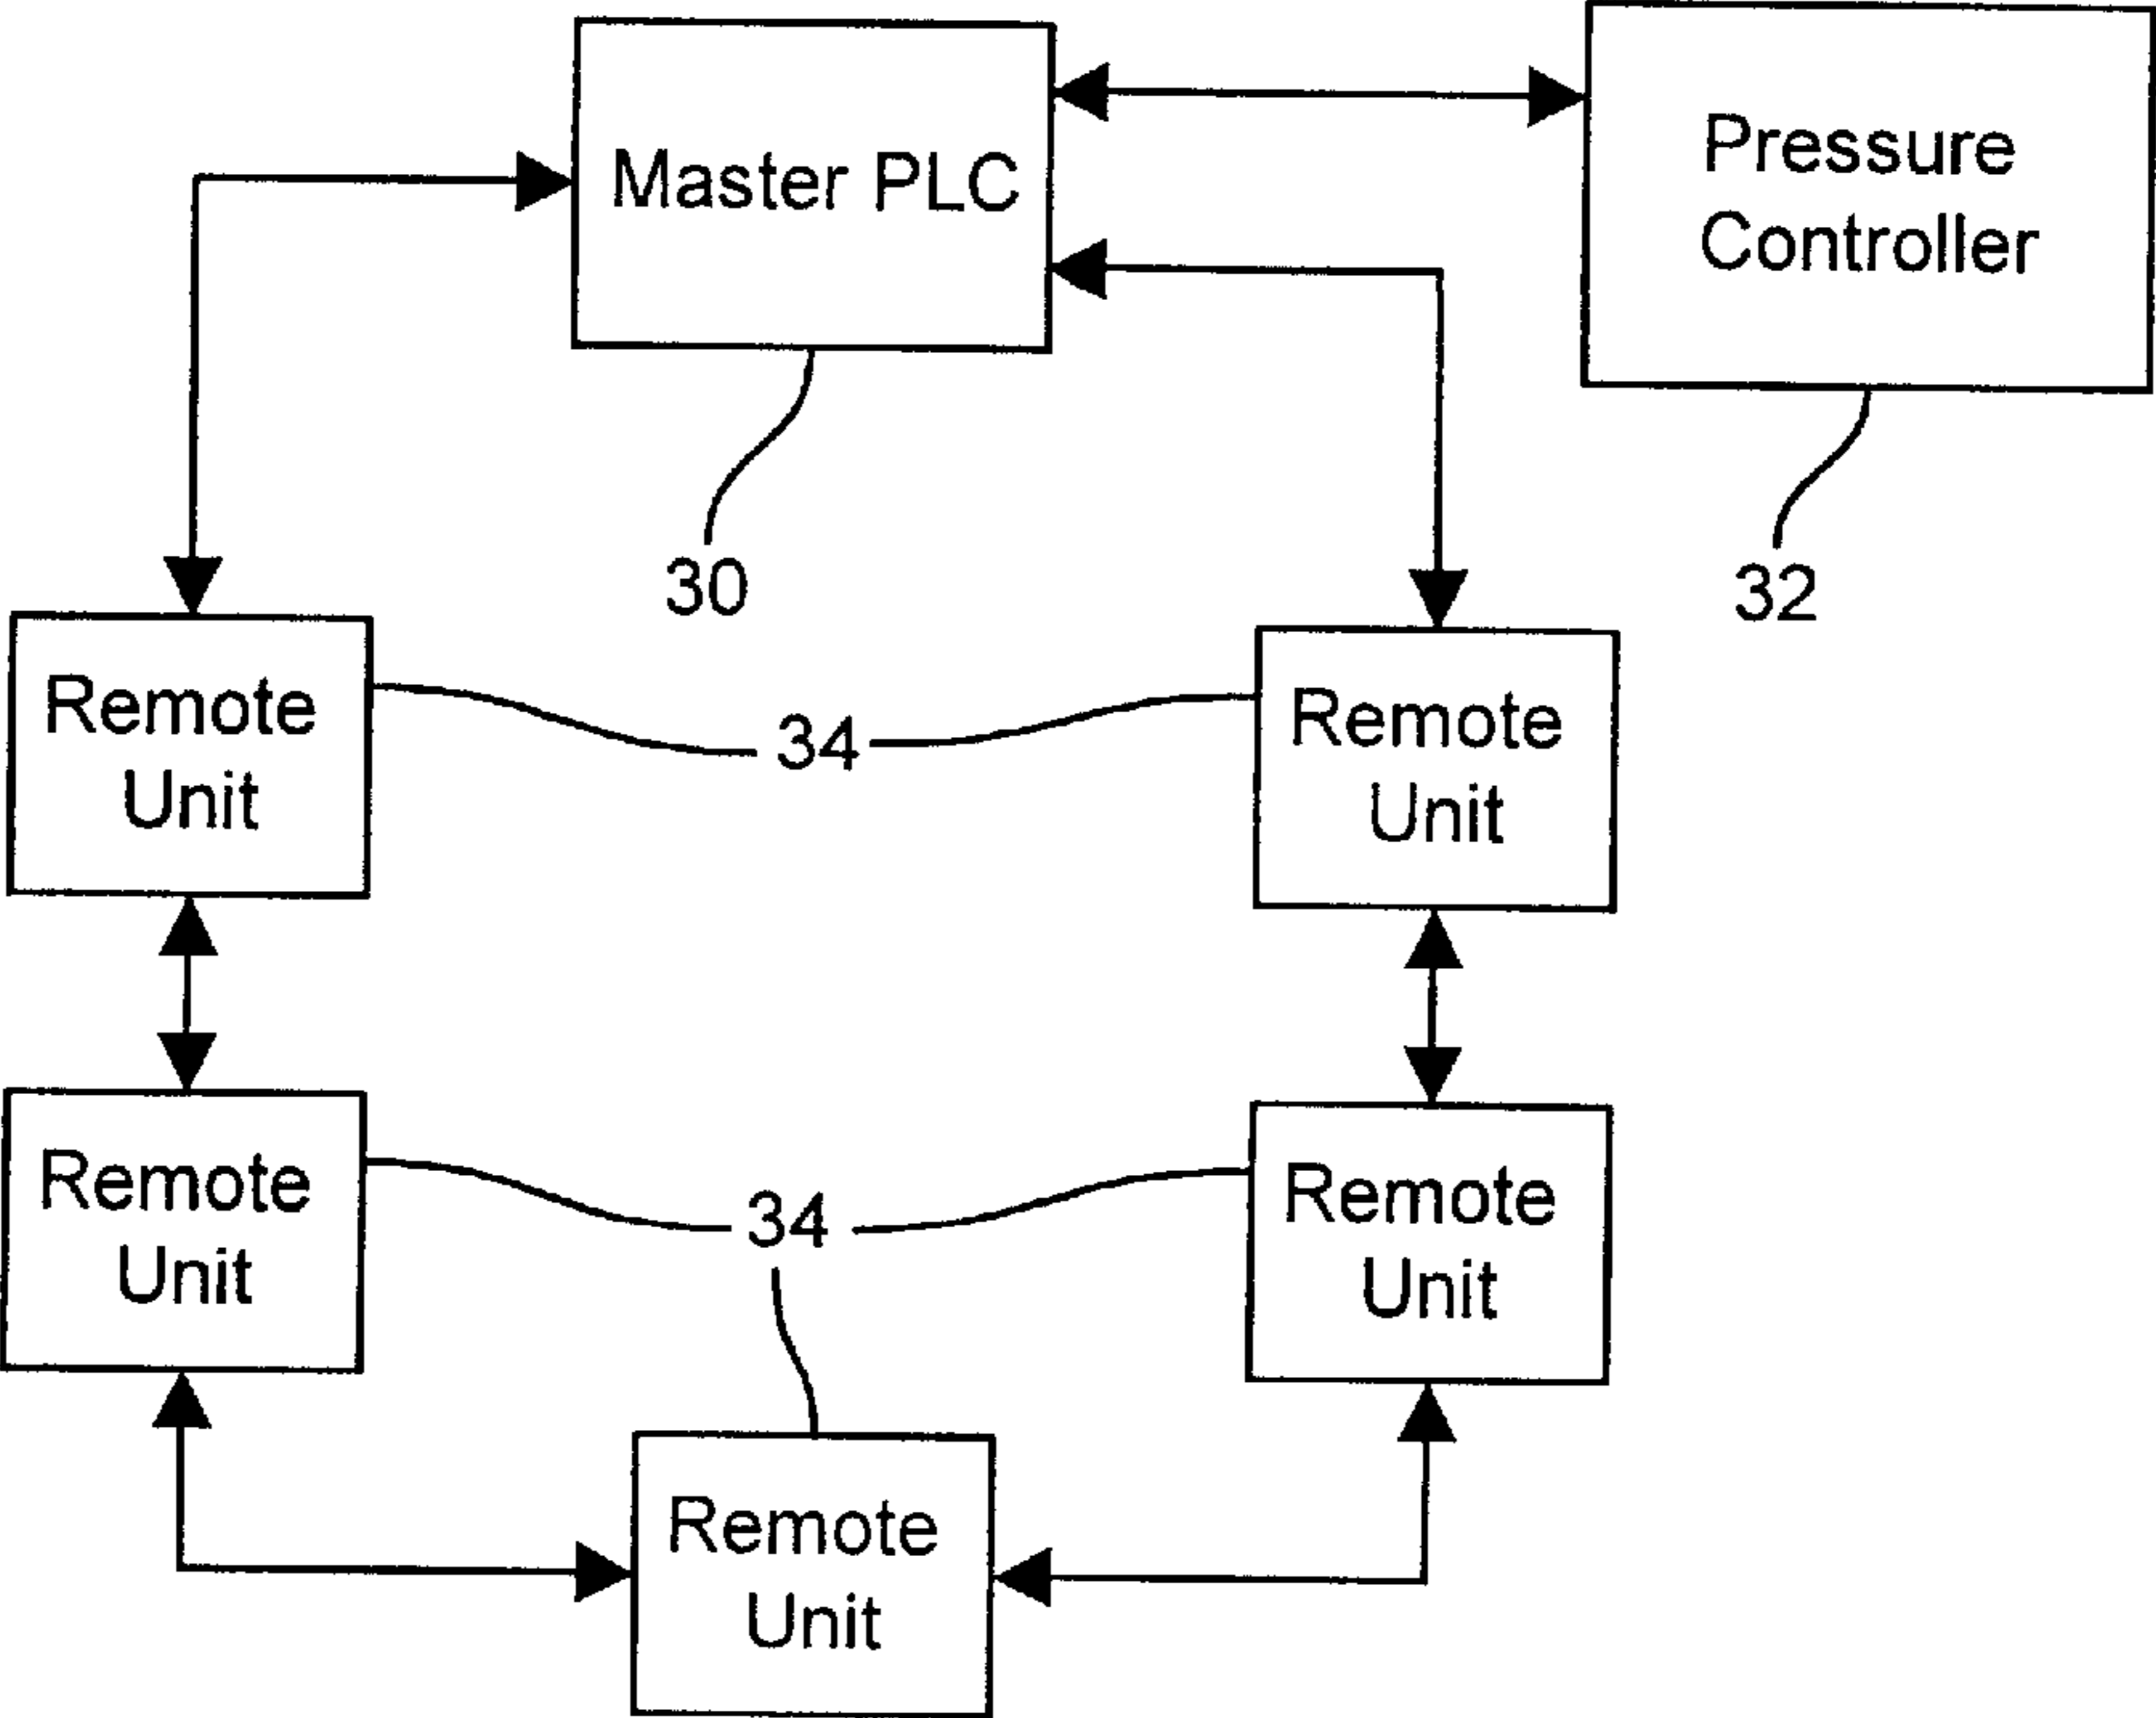 Master PLC
Pressure
Controller
30
32
Remote
Unit
34
Remote
Unit
Remote
Unit
34
Remote
Unit
Remote
Unit